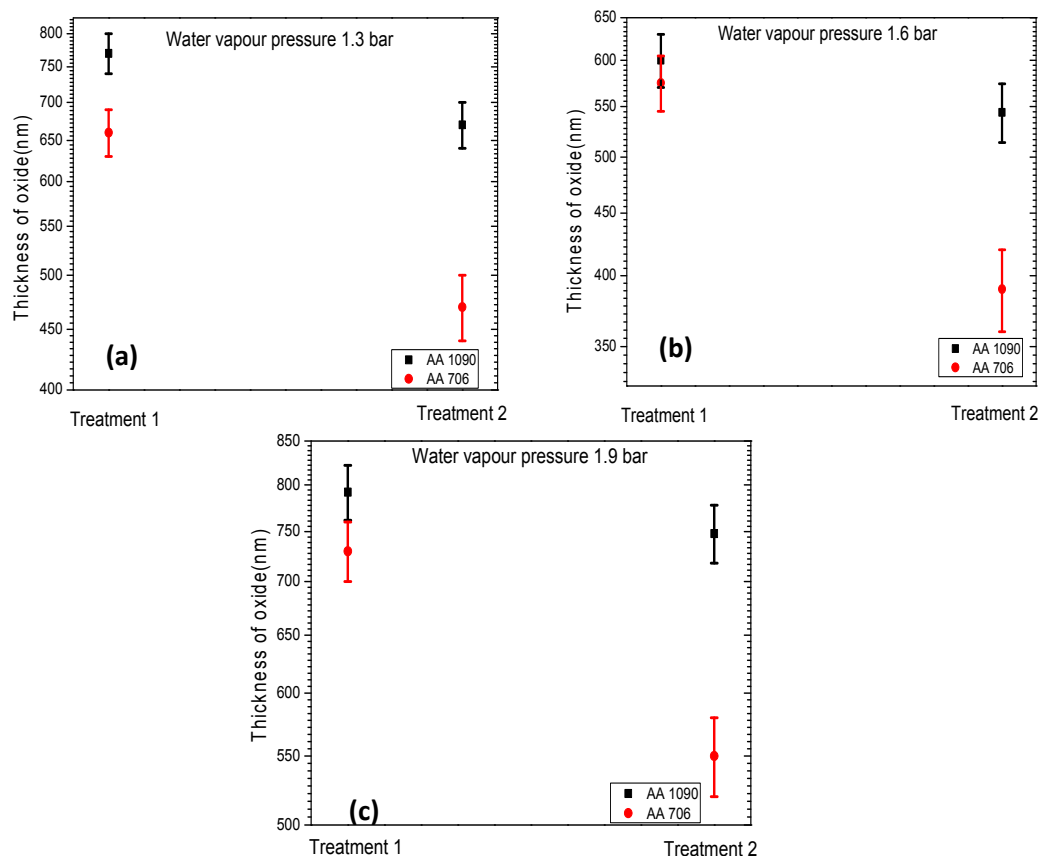 Water vapour pressure 1.3 bar
800
750
700
650
600
550
500
450
400
Thickness of oxide(nm)
(a)
AA 1090
AA 706
Treatment 1
Treatment 2
Water vapour pressure 1.6 bar
650
600
550
500
450
400
350
Thickness of oxide(nm)
(b)
AA 1090
AA 706
Treatment 1
Treatment 2
Water vapour pressure 1.9 bar
850
800
750
700
650
600
550
500
Thickness of oxide(nm)
(c)
AA 1090
AA 706
Treatment 1
Treatment 2